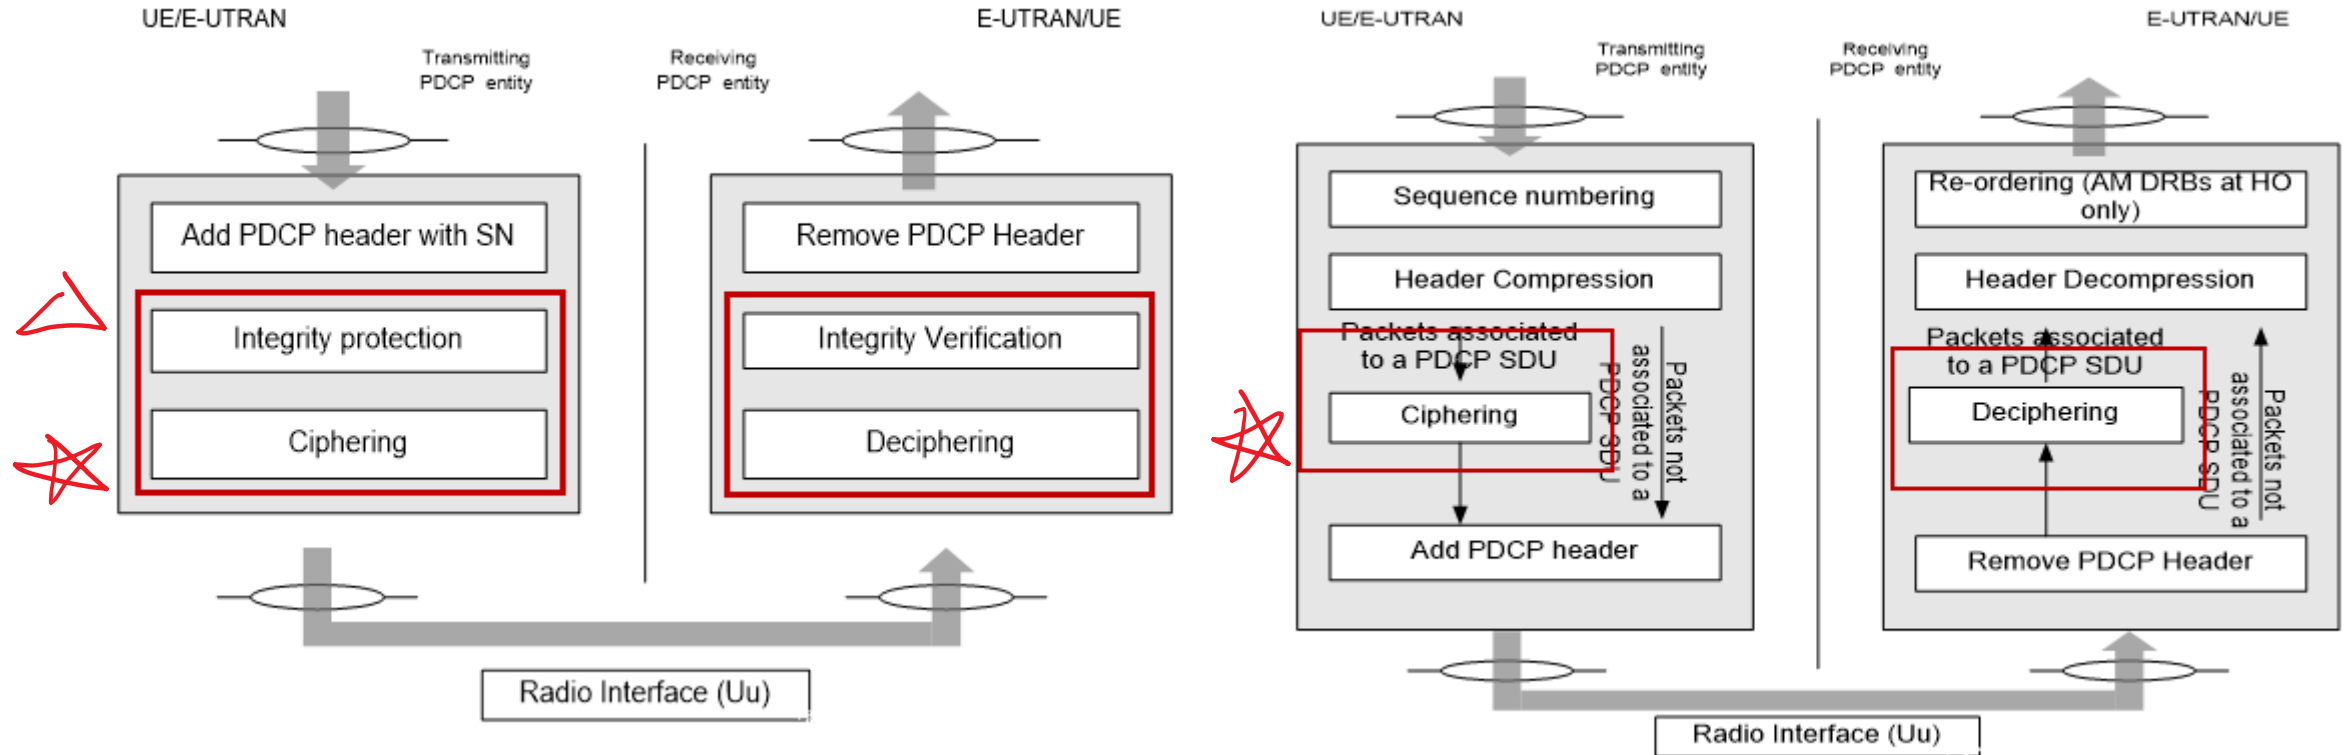 UE/E-UTRAN
E-UTRAN/UE
Transmitting
PDCP entity
Receiving
PDCP entity
Add PDCP header with SN
Integrity protection
Ciphering
Remove PDCP Header
Integrity Verification
Deciphering
Radio Interface (Uu)
UE/E-UTRAN
E-UTRAN/UE
Transmitting
PDCP entity
Receiving
PDCP entity
Sequence numbering
Header Compression
Packets associated
to a PDCP SDU
Ciphering
Packets not
associated to a
PDCP SDU
Add PDCP header
Re-ordering (AM DRBs at HO
only)
Header Decompression
Packets associated
to a PDCP SDU
Deciphering
Packets not
associated to a
PDCP SDU
Remove PDCP Header
Radio Interface (Uu)